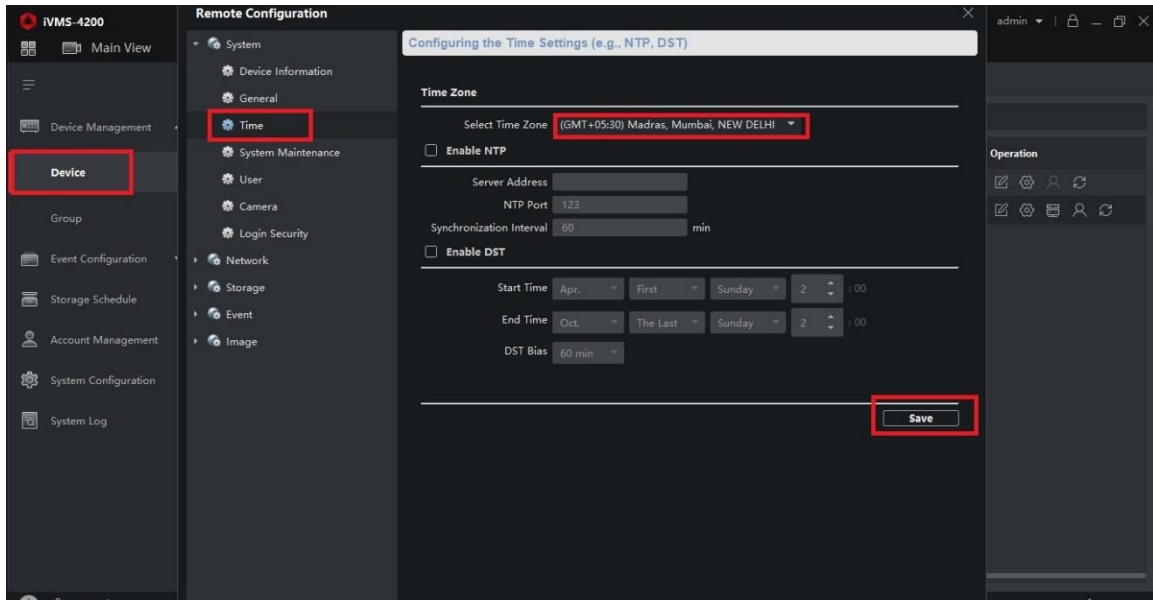 iVMS-4200
Remote Configuration
admin
Main View
System
Configuring the Time Settings (e.g., NTP, DST)
Device Information
General
Time
System Maintenance
User
Camera
Login Security
Network
Storage
Event
Image
Device Management
Device
Group
Event Configuration
Storage Schedule
Account Management
System Configuration
System Log
Time Zone
Select Time Zone (GMT+05:30) Madras, Mumbai, NEW DELHI
Enable NTP
Server Address
NTP Port 123
Synchronization Interval 60 min
Enable DST
Start Time Apr. First Sunday 2 : 00
End Time Oct. The Last Sunday 2 : 00
DST Bias 60 min
Save
Operation